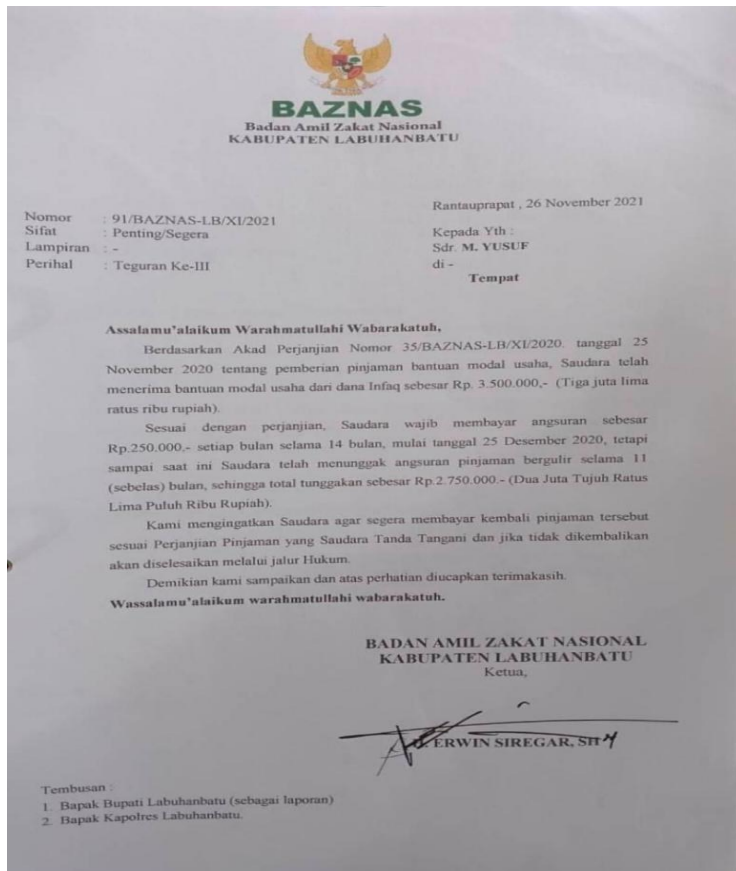 BAZNAS
Badan Amil Zakat Nasional
KABUPATEN LABUHANBATU
Rantauprapat , 26 November 2021
Nomor : 91/BAZNAS-LB/XI/2021
Sifat : Penting/Segera
Lampiran : -
Perihal : Teguran Ke-III
Kepada Yth :
Sdr. M. YUSUF
di -
Tempat
Assalamu'alaikum Warahmatullahi Wabarakatuh,
Berdasarkan Akad Perjanjian Nomor 35/BAZNAS-LB/XI/2020. tanggal 25
November 2020 tentang pemberian pinjaman bantuan modal usaha, Saudara telah
menerima bantuan modal usaha dari dana Infaq sebesar Rp. 3.500.000,- (Tiga juta lima
ratus ribu rupiah).
Sesuai dengan perjanjian, Saudara wajib membayar angsuran sebesar
Rp.250.000,- setiap bulan selama 14 bulan, mulai tanggal 25 Desember 2020, tetapi
sampai saat ini Saudara telah menunggak angsuran pinjaman bergulir selama 11
(sebelas) bulan, sehingga total tunggakan sebesar Rp.2.750.000.- (Dua Juta Tujuh Ratus
Lima Puluh Ribu Rupiah).
Kami mengingatkan Saudara agar segera membayar kembali pinjaman tersebut
sesuai Perjanjian Pinjaman yang Saudara Tanda Tangani dan jika tidak dikembalikan
akan diselesaikan melalui jalur Hukum.
Demikian kami sampaikan dan atas perhatian diucapkan terimakasih.
Wassalamu'alaikum warahmatullahi wabarakatuh.
BADAN AMIL ZAKAT NASIONAL
KABUPATEN LABUHANBATU
Ketua,
ERWIN SIREGAR, SH
Tembusan :
1. Bapak Bupati Labuhanbatu (sebagai laporan)
2. Bapak Kapolres Labuhanbatu.